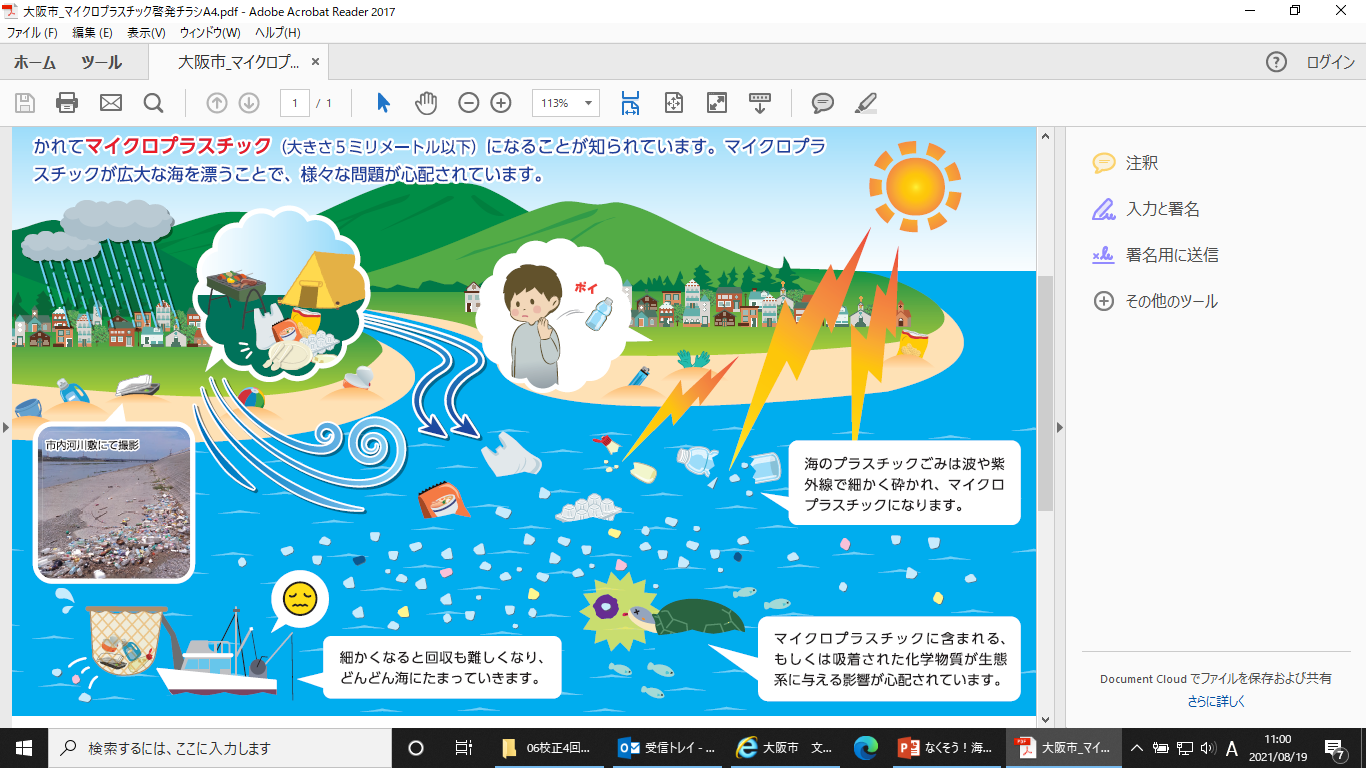 大阪市_マイクロプラスチック啓発チラシA4.pdf - Adobe Acrobat Reader 2017
ファイル(F) 編集(E) 表示(V) ウィンドウ(W) ヘルプ(H)
ホーム ツール 大阪市_マイクロプ... × ? ログイン
1 / 1 113%
かれてマイクロプラスチック（大きさ５ミリメートル以下）になることが知られています。マイクロプラ
スチックが広大な海を漂うことで、様々な問題が心配されています。
ポイ
市内河川敷にて撮影
海のプラスチックごみは波や紫
外線で細かく砕かれ、マイクロ
プラスチックになります。
細かくなると回収も難しくなり、
どんどん海にたまっていきます。
マイクロプラスチックに含まれる、
もしくは吸着された化学物質が生態
系に与える影響が心配されています。
注釈
入力と署名
署名用に送信
その他のツール
Document Cloud でファイルを保存および共有
さらに詳しく
検索するには、ここに入力します
06校正4回...
受信トレイ - ...
大阪市 文...
なくそう！海...
大阪市_マイ...
A
11:00
2021/08/19
7